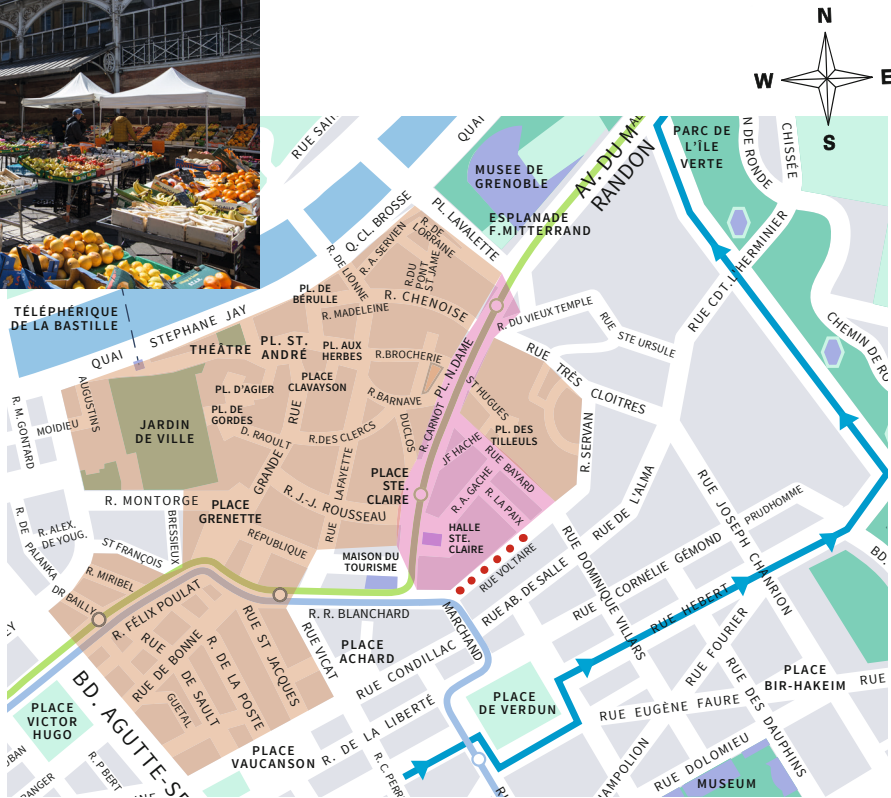 N
W
E
S
RUE SAI
QUAI
AV. DU MAL
RANDON
PARC DE
L'ÎLE
VERTE
N DE RONDE
CHISSÉE
MUSEE DE
GRENOBLE
ESPLANADE
F.MITTERRAND
PL. LAVALETTE
Q. CL. BROSSE
R. DE
LORRAINE
R. A. SERVIEN
R. DE LIONNE
R.DU
PONT
ST JAME
RUE CDT. L'HERMINIER
CHEMIN DE RO
PL. DE
BÉRULLE
R. CHENOISE
R. MADELEINE
TÉLÉPHÉRIQUE
DE LA BASTILLE
QUAI STEPHANE JAY
THÉÂTRE
PL. ST.
ANDRÉ
PL. AUX
HERBES
R.BROCHERIE
PL. N.DAME
R. DU VIEUX TEMPLE
RUE STE URSULE
RUE TRÈS CLOITRES
PLACE
CLAVAYSON
PL. D'AGIER
PL. DE
GORDES
R.BARNAVE
ST HUGUES
PL. DES
TILLEULS
R. SERVAN
AUGUSTINS
R. M.GONTARD
MOIDIEU
JARDIN
DE VILLE
GRANDE RUE
D. RAOULT
R.DES CLERCS
DUCLOS
R. CARNOT
JF HACHE
RUE BAYARD
R. A. GACHE
R. LA PAIX
RUE LAFAYETTE
PLACE
STE.
CLAIRE
R. J.-J. ROUSSEAU
R. MONTORGE
PLACE
GRENETTE
BRESSIEUX
R. DE PALANKA
R. ALEX.
DE YOUG.
ST FRANÇOIS
RÉPUBLIQUE
HALLE
STE.
CLAIRE
MAISON DU
TOURISME
RUE VOLTAIRE
RUE DE L'ALMA
RUE JOSEPH CHANRION
PRUDHOMME
RUE CORNÉLIE GÉMOND
RUE DOMINIQUE VILLARS
RUE AB. DE SALLE
RUE HEBERT
BD.
R. MIRIBEL
DR BAILLY
R. FÉLIX POULAT
R. R. BLANCHARD
MARCHAND
RUE VICAT
PLACE
ACHARD
RUE CONDILLAC
RUE FOURIER
RUE DES DAUPHINS
PLACE
BIR-HAKEIM
RUE
RUE ST JACQUES
RUE DE SAULT
RUE DE BONNE
R. DE LA POSTE
GUETAL
PLACE
DE VERDUN
RUE EUGÈNE FAURE
PLACE
VICTOR
HUGO
BD. AGUTTE-SE
PLACE
VAUCANSON
R. DE LA LIBERTÉ
R. C. PERR
RUE DOLOMIEU
HAMPOLION
MUSEUM
R. P. BERT
ANGER
BAN